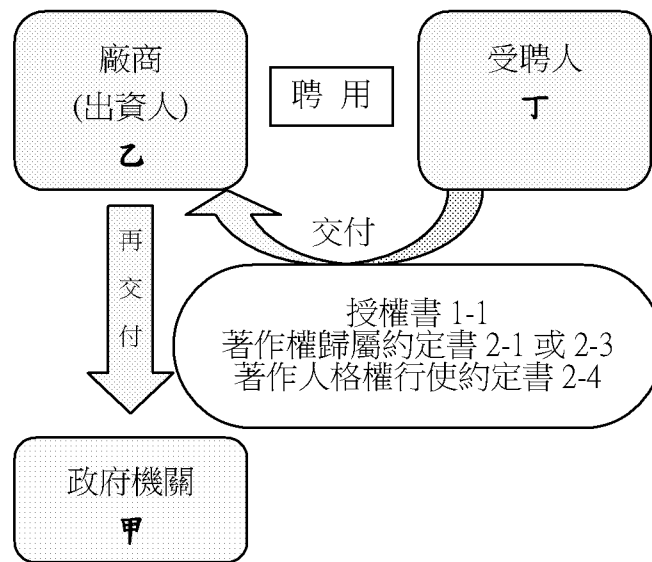 廠商
(出資人)
乙
聘 用
受聘人
丁
交付
再
交
付
授權書 1-1
著作權歸屬約定書 2-1 或 2-3
著作人格權行使約定書 2-4
政府機關
甲